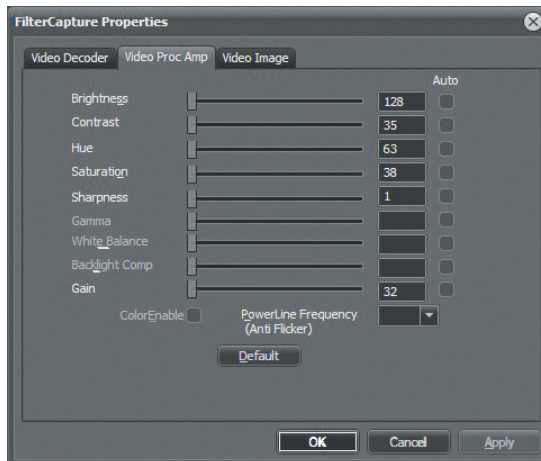 FilterCapture Properties
Video Decoder Video Proc Amp Video Image
Auto
Brightness 128
Contrast 35
Hue 63
Saturation 38
Sharpness 1
Gamma
White Balance
Backlight Comp
Gain 32
ColorEnable PowerLine Frequency
(Anti Flicker)
Default
OK Cancel Apply